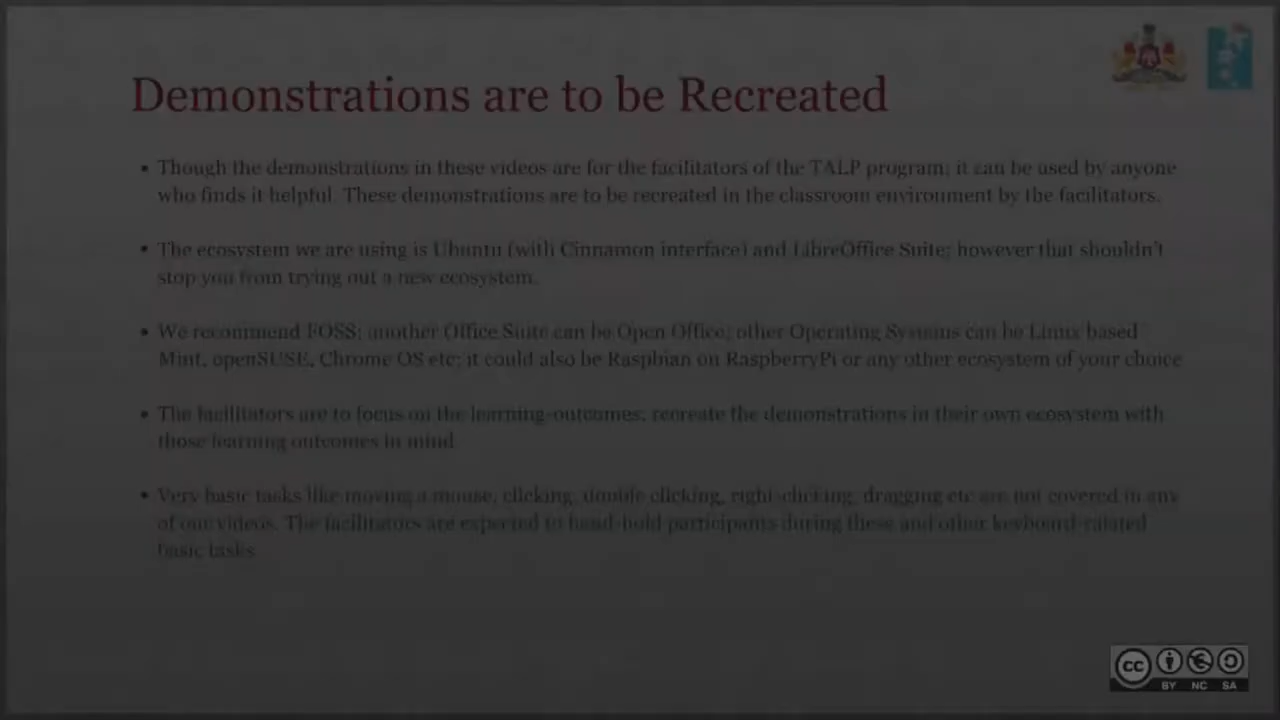 Demonstrations are to be Recreated
• Though the demonstrations in these videos are for the facilitators of the TALP program; it can be used by anyone
who finds it helpful. These demonstrations are to be recreated in the classroom environment by the facilitators.
• The ecosystem we are using is Ubuntu (with Cinnamon interface) and LibreOffice Suite; however that shouldn't
stop you from trying out a new ecosystem.
• We recommend FOSS; another Office Suite can be Open Office; other Operating Systems can be Linux based
Mint, openSUSE, Chrome OS etc; it could also be Raspbian on RaspberryPi or any other ecosystem of your choice
• The facilitators are to focus on the learning-outcomes; recreate the demonstrations in their own ecosystem with
those learning outcomes in mind
• Very basic tasks like moving a mouse, clicking, double clicking, right-clicking, dragging etc are not covered in any
of our videos. The facilitators are expected to hand-hold participants during these and other keyboard-related
basic tasks
cc
BY NC SA